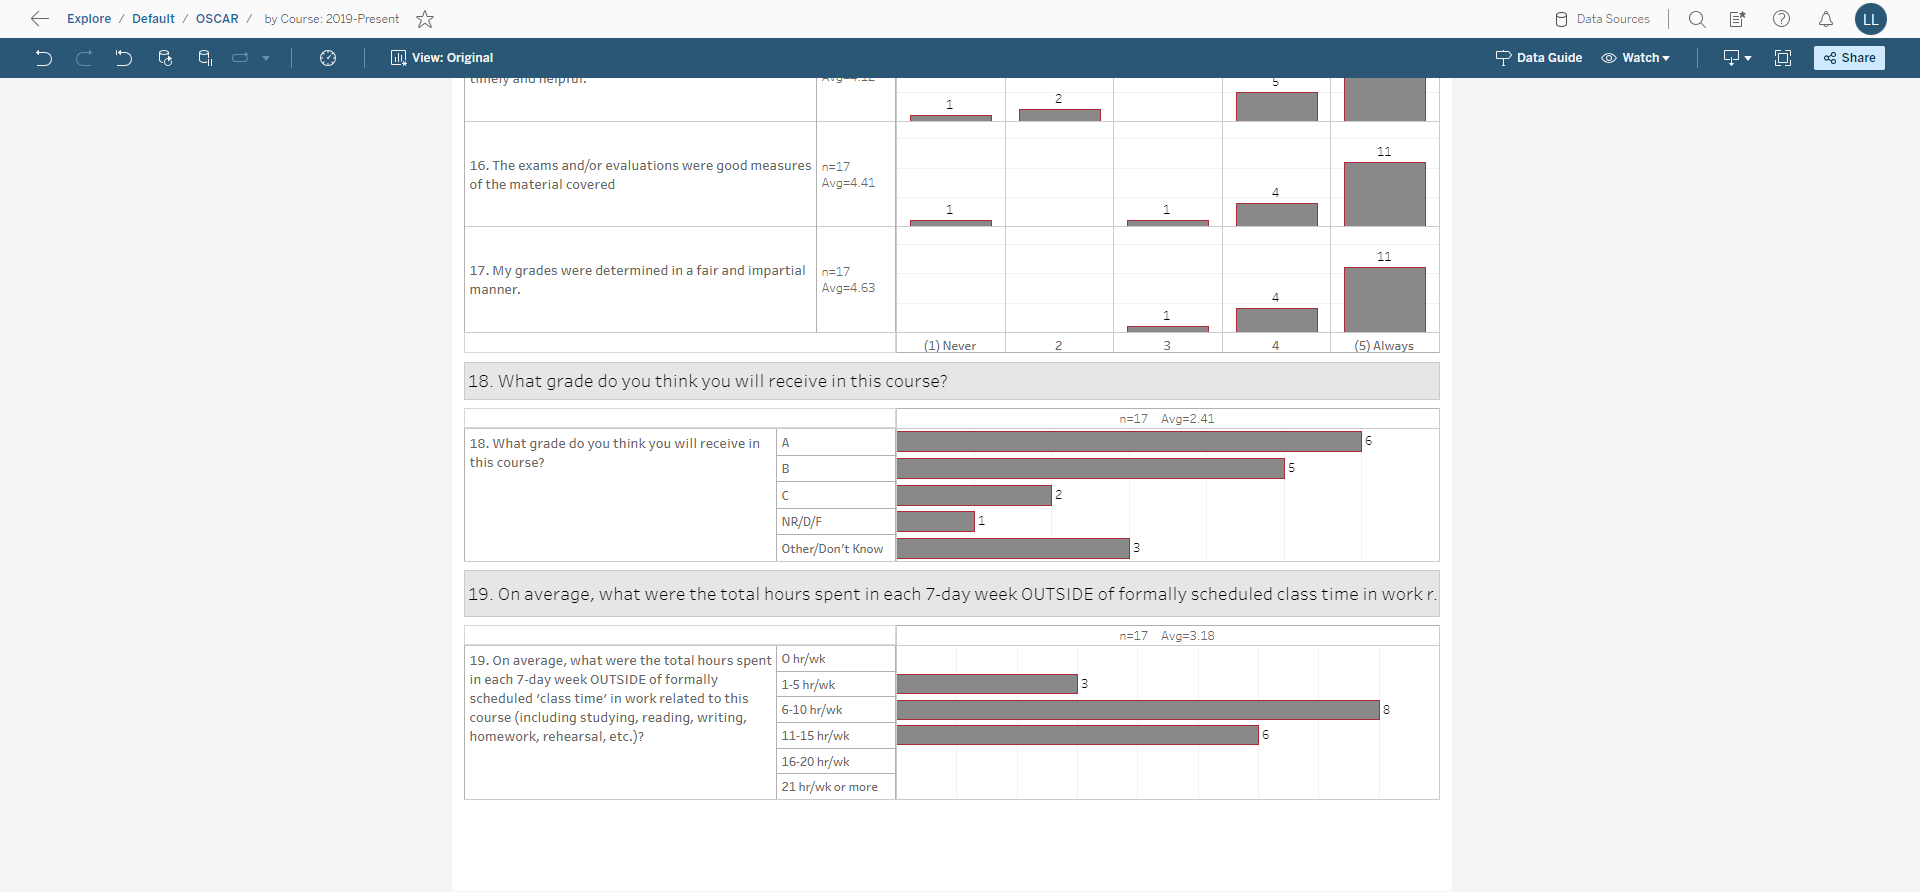 Explore / Default / OSCAR / by Course: 2019-Present
Data Sources
LL
View: Original
Data Guide
Watch
Share
timely and helpful.
Avg=4.12
1
2
5
16. The exams and/or evaluations were good measures
of the material covered
n=17
Avg=4.41
1
1
4
11
17. My grades were determined in a fair and impartial
manner.
n=17
Avg=4.63
1
4
11
(1) Never
2
3
4
(5) Always
18. What grade do you think you will receive in this course?
n=17 Avg=2.41
18. What grade do you think you will receive in
this course?
A
6
B
5
C
2
NR/D/F
1
Other/Don't Know
3
19. On average, what were the total hours spent in each 7-day week OUTSIDE of formally scheduled class time in work r.
n=17 Avg=3.18
19. On average, what were the total hours spent
in each 7-day week OUTSIDE of formally
scheduled ‘class time’ in work related to this
course (including studying, reading, writing,
homework, rehearsal, etc.)?
0 hr/wk
1-5 hr/wk
3
6-10 hr/wk
8
11-15 hr/wk
6
16-20 hr/wk
21 hr/wk or more